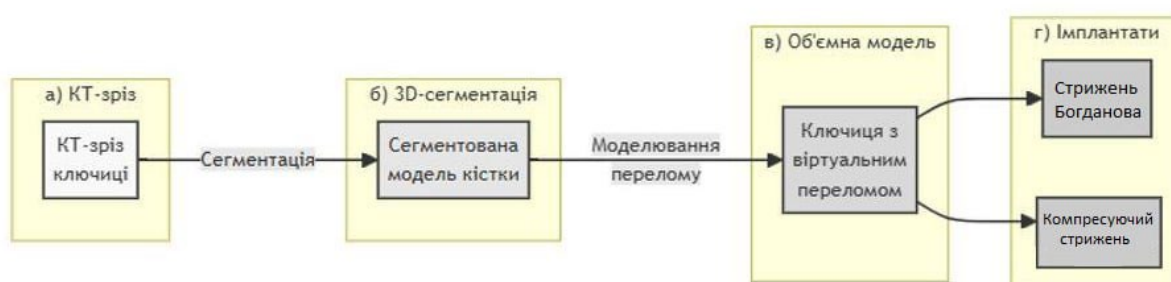 а) КТ-зріз
КТ-зріз
ключиці
Сегментація
б) 3D-сегментація
Сегментована
модель кістки
Моделювання
перелому
в) Об'ємна модель
Ключиця з
віртуальним
переломом
г) Імплантати
Стрижень
Богданова
Компресуючий
стрижень